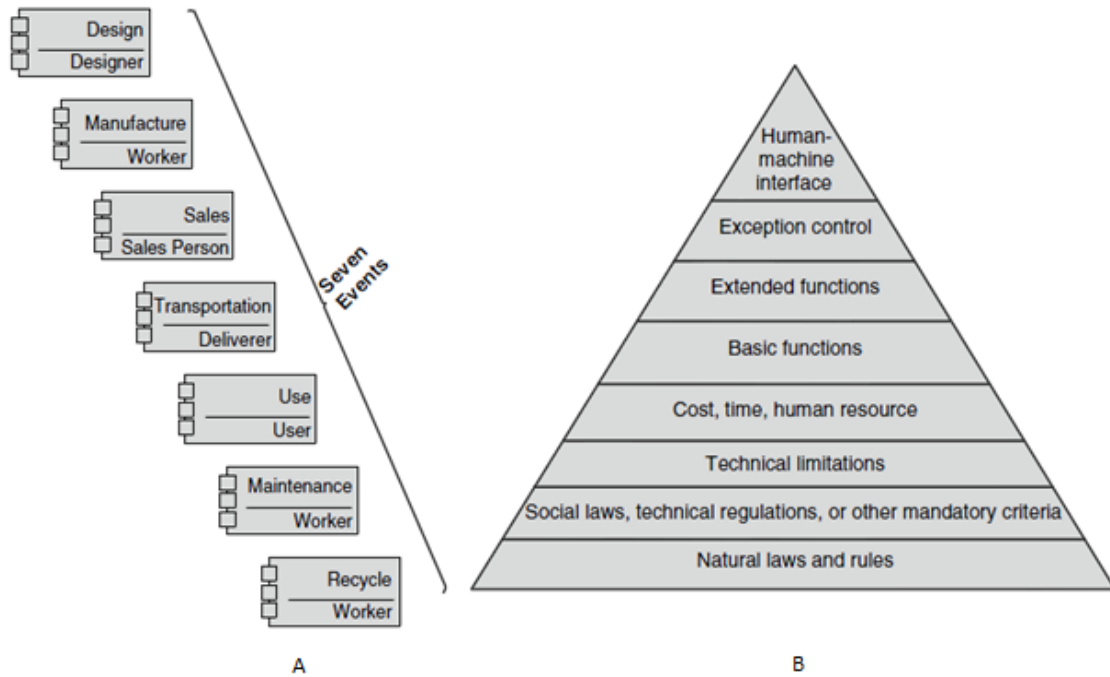 Design
Designer
Manufacture
Worker
Sales
Sales Person
Transportation
Deliverer
Use
User
Maintenance
Worker
Recycle
Worker
Seven
Events
A
Human-
machine
interface
Exception control
Extended functions
Basic functions
Cost, time, human resource
Technical limitations
Social laws, technical regulations, or other mandatory criteria
Natural laws and rules
B